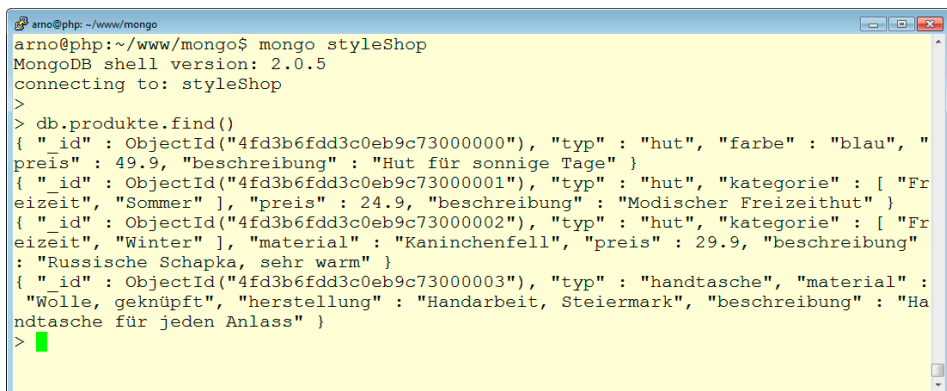 arno@php: ~/www/mongo
arno@php:~/www/mongo$ mongo styleShop
MongoDB shell version: 2.0.5
connecting to: styleShop
>
> db.produkte.find()
{ "_id" : ObjectId("4fd3b6fdd3c0eb9c73000000"), "typ" : "hut", "farbe" : "blau", "
preis" : 49.9, "beschreibung" : "Hut für sonnige Tage" }
{ "_id" : ObjectId("4fd3b6fdd3c0eb9c73000001"), "typ" : "hut", "kategorie" : [ "Fr
eizeit", "Sommer" ], "preis" : 24.9, "beschreibung" : "Modischer Freizeithut" }
{ "_id" : ObjectId("4fd3b6fdd3c0eb9c73000002"), "typ" : "hut", "kategorie" : [ "Fr
eizeit", "Winter" ], "material" : "Kaninchenfell", "preis" : 29.9, "beschreibung"
: "Russische Schapka, sehr warm" }
{ "_id" : ObjectId("4fd3b6fdd3c0eb9c73000003"), "typ" : "handtasche", "material" :
"Wolle, geknüpft", "herstellung" : "Handarbeit, Steiermark", "beschreibung" : "Ha
ndtasche für jeden Anlass" }
>